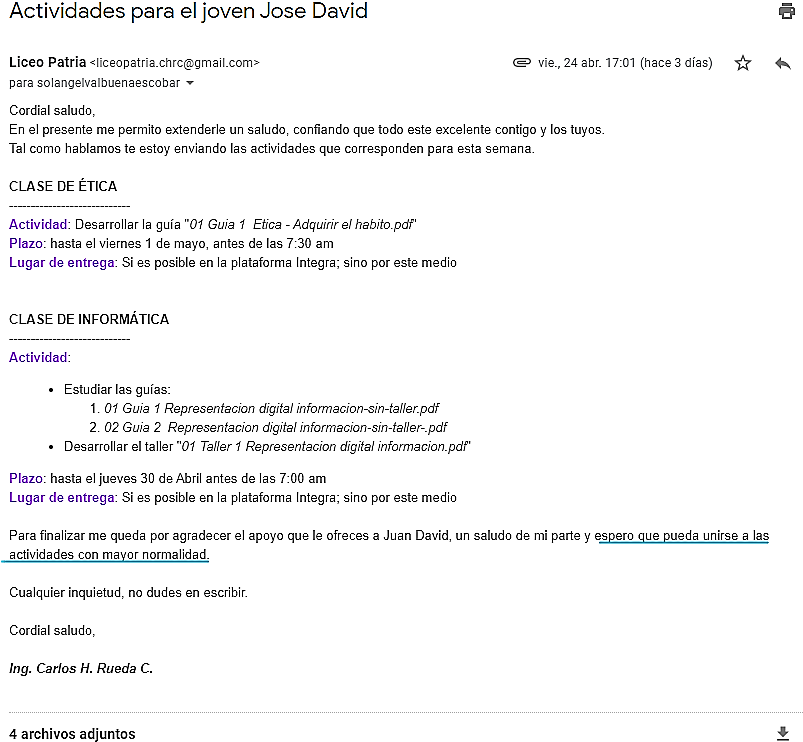 Actividades para el joven Jose David
Liceo Patria <liceopatria.chrc@gmail.com>
vie., 24 abr. 17:01 (hace 3 días)
para solangelvalbuenaescobar
Cordial saludo,
En el presente me permito extenderle un saludo, confiando que todo este excelente contigo y los tuyos.
Tal como hablamos te estoy enviando las actividades que corresponden para esta semana.
CLASE DE ÉTICA
----------------------------
Actividad: Desarrollar la guía "01 Guia 1  Etica - Adquirir el habito.pdf"
Plazo: hasta el viernes 1 de mayo, antes de las 7:30 am
Lugar de entrega: Si es posible en la plataforma Integra; sino por este medio
CLASE DE INFORMÁTICA
----------------------------
Actividad:
• Estudiar las guías:
1. 01 Guia 1 Representacion digital informacion-sin-taller.pdf
2. 02 Guia 2  Representacion digital informacion-sin-taller-.pdf
• Desarrollar el taller "01 Taller 1 Representacion digital informacion.pdf"
Plazo: hasta el jueves 30 de Abril antes de las 7:00 am
Lugar de entrega: Si es posible en la plataforma Integra; sino por este medio
Para finalizar me queda por agradecer el apoyo que le ofreces a Juan David, un saludo de mi parte y espero que pueda unirse a las
actividades con mayor normalidad.
Cualquier inquietud, no dudes en escribir.
Cordial saludo,
Ing. Carlos H. Rueda C.
4 archivos adjuntos